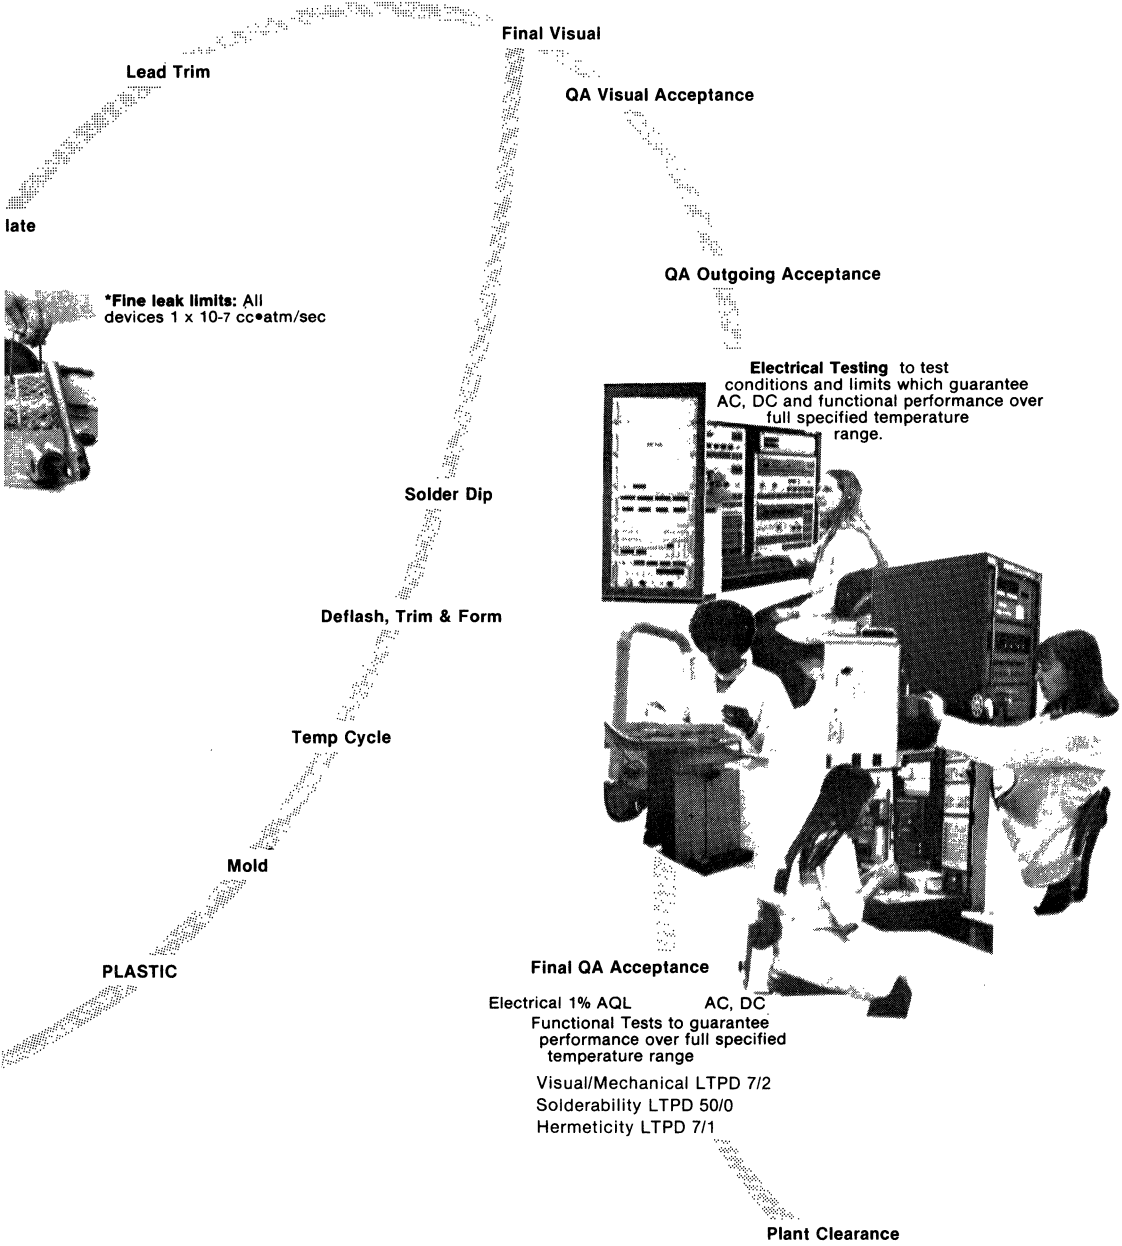 Final Visual
Lead Trim
QA Visual Acceptance
late
QA Outgoing Acceptance
*Fine leak limits: All
devices 1 x 10-7 cc•atm/sec
Electrical Testing to test
conditions and limits which guarantee
AC, DC and functional performance over
full specified temperature
range.
Solder Dip
Deflash, Trim & Form
Temp Cycle
Mold
PLASTIC
Final QA Acceptance
Electrical 1% AQL AC, DC
Functional Tests to guarantee
performance over full specified
temperature range
Visual/Mechanical LTPD 7/2
Solderability LTPD 50/0
Hermeticity LTPD 7/1
Plant Clearance